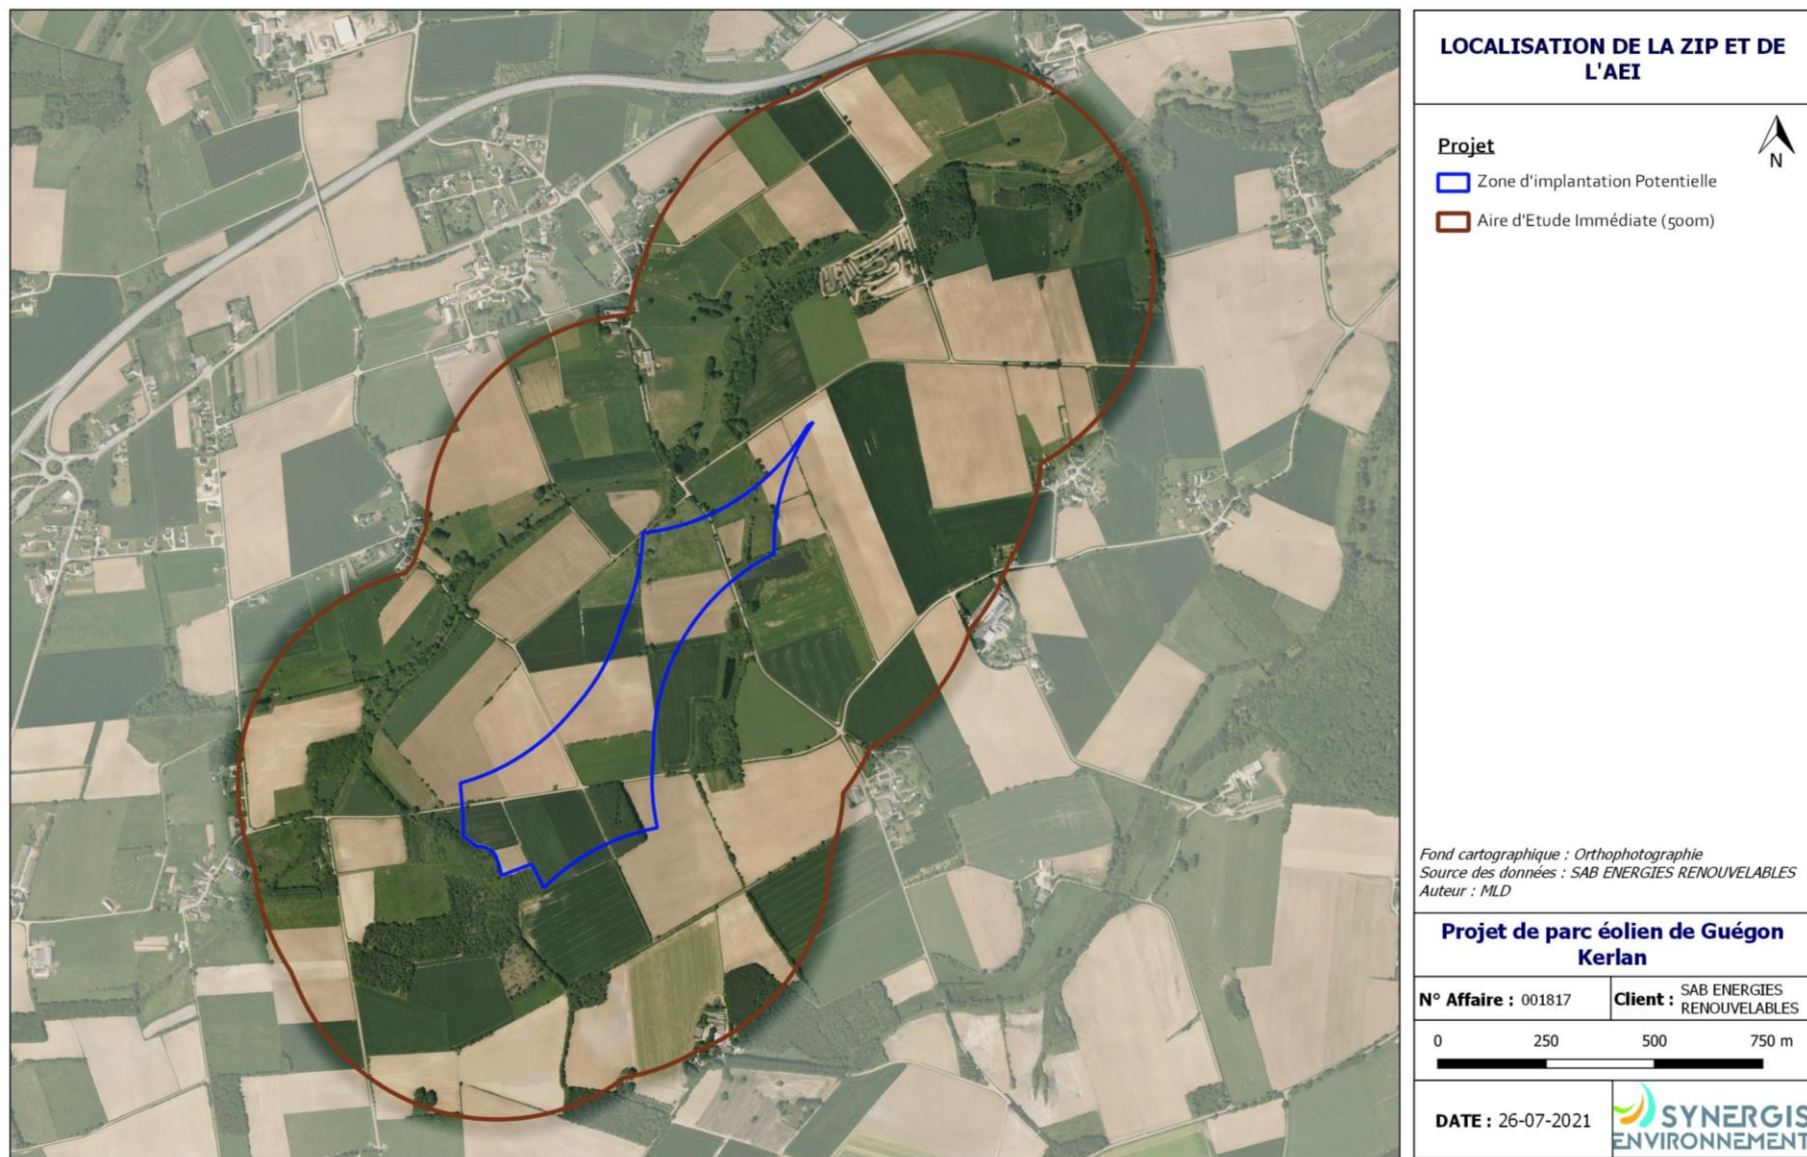 LOCALISATION DE LA ZIP ET DE
L'AEI
N
Projet
Zone d'implantation Potentielle
Aire d'Etude Immédiate (500m)
Fond cartographique : Orthophotographie
Source des données : SAB ENERGIES RENOUVELABLES
Auteur : MLD
Projet de parc éolien de Guégon
Kerlan
N° Affaire : 001817
Client : SAB ENERGIES
RENOUVELABLES
0 250 500 750 m
DATE : 26-07-2021
SYNERGIS
ENVIRONNEMENT